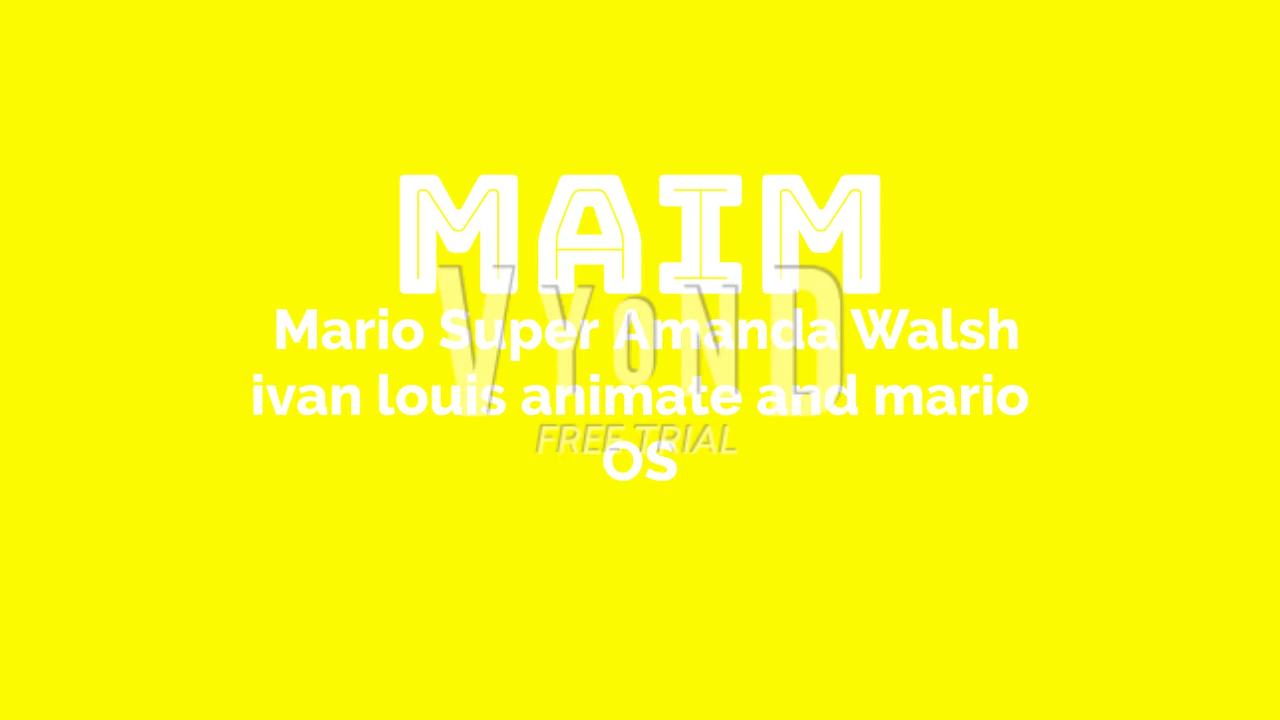 MAIM
Mario Super Amanda Walsh
ivan louis animate and mario
OS
VYOND
FREE TRIAL